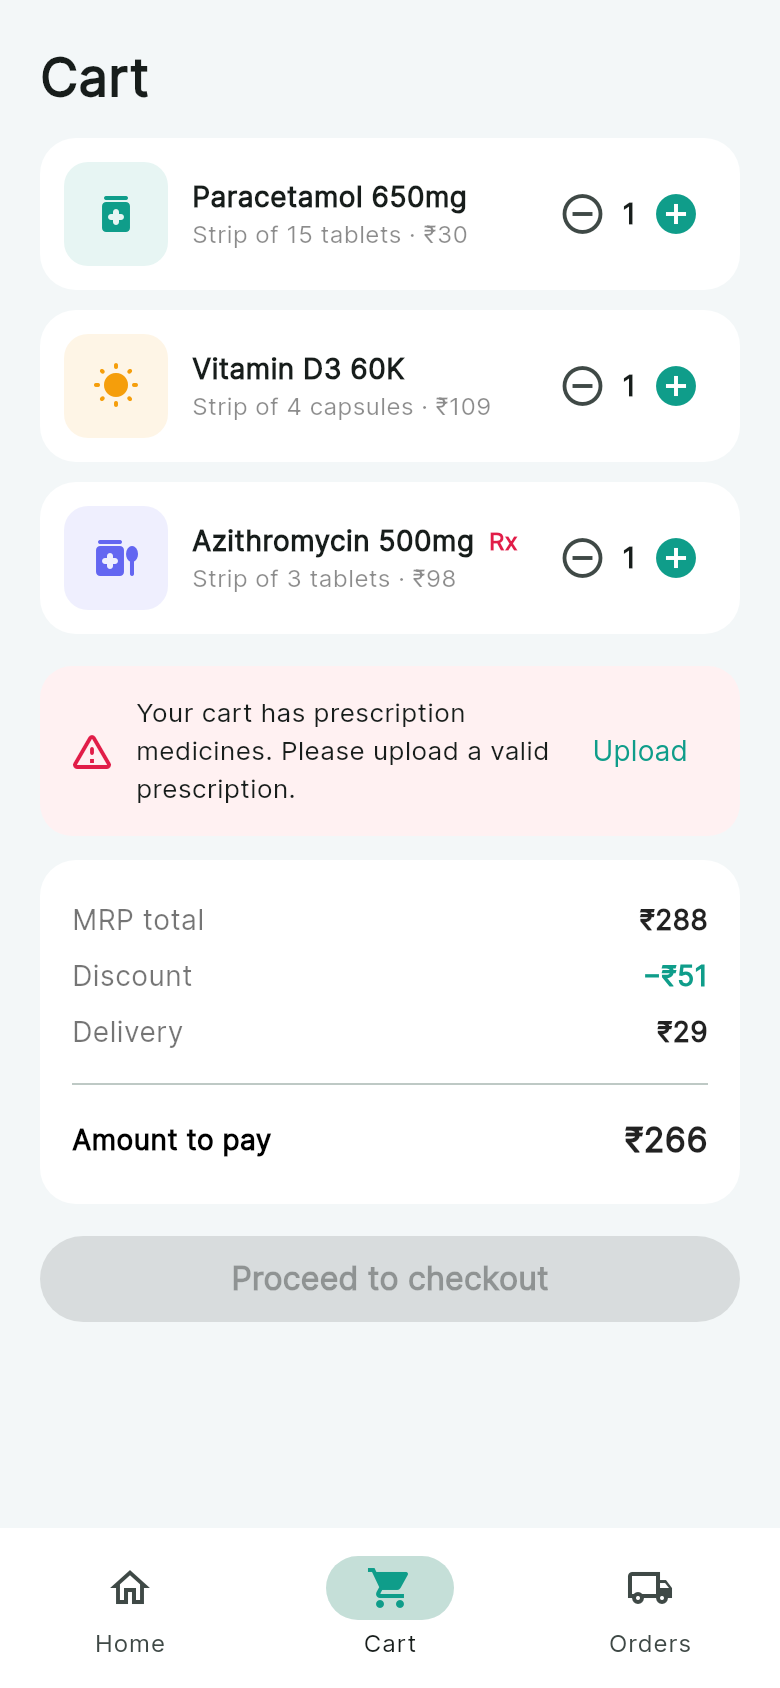 Cart
Paracetamol 650mg
Strip of 15 tablets · ₹30
1
Vitamin D3 60K
Strip of 4 capsules · ₹109
1
Azithromycin 500mg Rx
Strip of 3 tablets · ₹98
1
Your cart has prescription
medicines. Please upload a valid
prescription.
Upload
MRP total ₹288
Discount −₹51
Delivery ₹29
Amount to pay ₹266
Proceed to checkout
Home Cart Orders